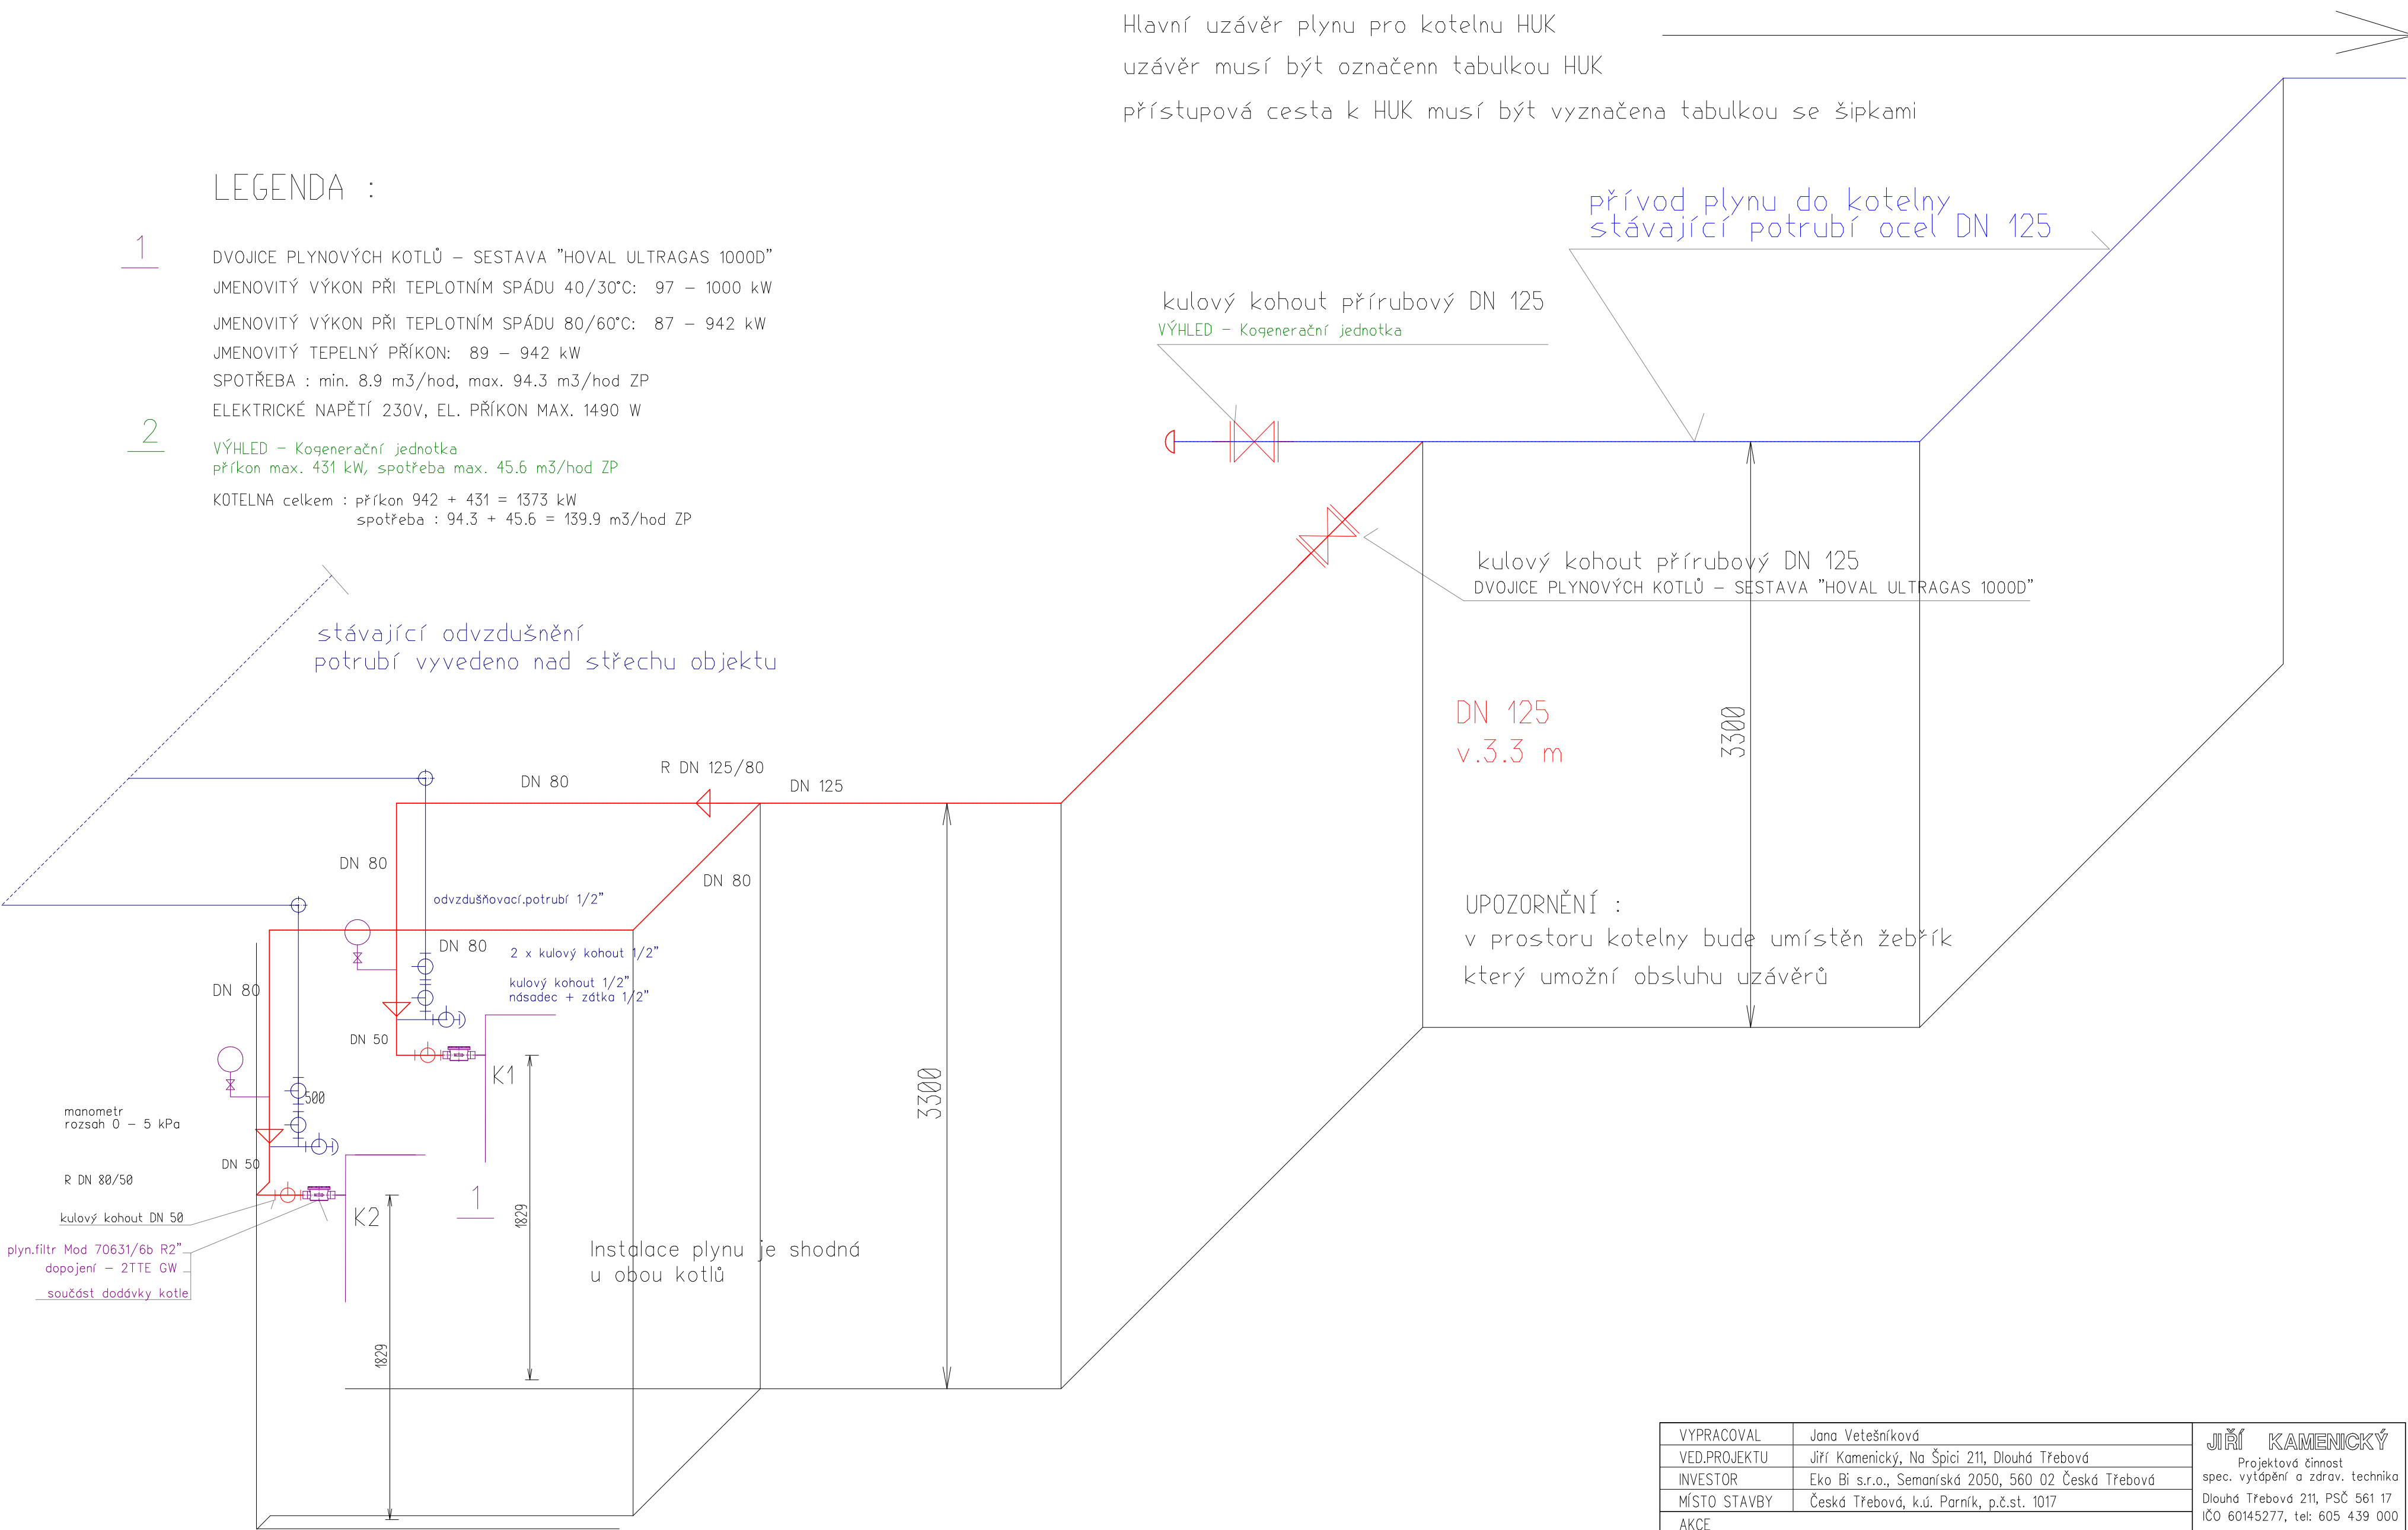 Hlavní uzávěr plynu pro kotelnu HUK
uzávěr musí být označenn tabulkou HUK
přístupová cesta k HUK musí být vyznačena tabulkou se šipkami
LEGENDA :
1
DVOJICE PLYNOVÝCH KOTLŮ – SESTAVA "HOVAL ULTRAGAS 1000D"
JMENOVITÝ VÝKON PŘI TEPLOTNÍM SPÁDU 40/30°C: 97 – 1000 kW
JMENOVITÝ VÝKON PŘI TEPLOTNÍM SPÁDU 80/60°C: 87 – 942 kW
JMENOVITÝ TEPELNÝ PŘÍKON: 89 – 942 kW
SPOTŘEBA : min. 8.9 m3/hod, max. 94.3 m3/hod ZP
ELEKTRICKÉ NAPĚTÍ 230V, EL. PŘÍKON MAX. 1490 W
2
VÝHLED – Kogenerační jednotka
příkon max. 431 kW, spotřeba max. 45.6 m3/hod ZP
KOTELNA celkem : příkon 942 + 431 = 1373 kW
spotřeba : 94.3 + 45.6 = 139.9 m3/hod ZP
přívod plynu do kotelny
stávající potrubí ocel DN 125
kulový kohout přírubový DN 125
VÝHLED – Kogenerační jednotka
kulový kohout přírubový DN 125
DVOJICE PLYNOVÝCH KOTLŮ – SESTAVA "HOVAL ULTRAGAS 1000D"
stávající odvzdušnění
potrubí vyvedeno nad střechu objektu
DN 125
v.3.3 m
3300
DN 80
R DN 125/80
DN 125
DN 80
DN 80
odvzdušňovací.potrubí 1/2"
DN 80
2 x kulový kohout 1/2"
kulový kohout 1/2"
násadec + zátka 1/2"
UPOZORNĚNÍ :
v prostoru kotelny bude umístěn žebřík
který umožní obsluhu uzávěrů
DN 80
DN 50
K1
3300
500
manometr
rozsah 0 – 5 kPa
DN 50
R DN 80/50
kulový kohout DN 50
K2
1
1829
plyn.filtr Mod 70631/6b R2"
dopojení – 2TTE GW
součást dodávky kotle
Instalace plynu je shodná
u obou kotlů
1829
VYPRACOVAL Jana Vetešníková
VED.PROJEKTU Jiří Kamenický, Na Špici 211, Dlouhá Třebová
INVESTOR Eko Bi s.r.o., Semaníská 2050, 560 02 Česká Třebová
MÍSTO STAVBY Česká Třebová, k.ú. Parník, p.č.st. 1017
AKCE
JIŘÍ KAMENICKÝ
Projektová činnost
spec. vytápění a zdrav. technika
Dlouhá Třebová 211, PSČ 561 17
IČO 60145277, tel: 605 439 000